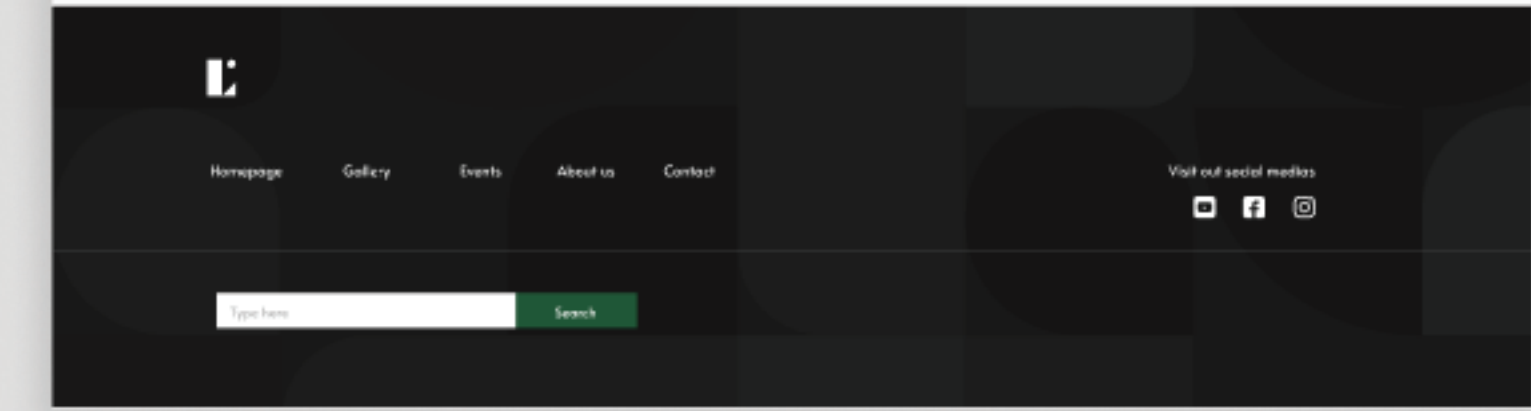 Homepage Gallery Events About us Contact
Visit out social medias
Type here Search